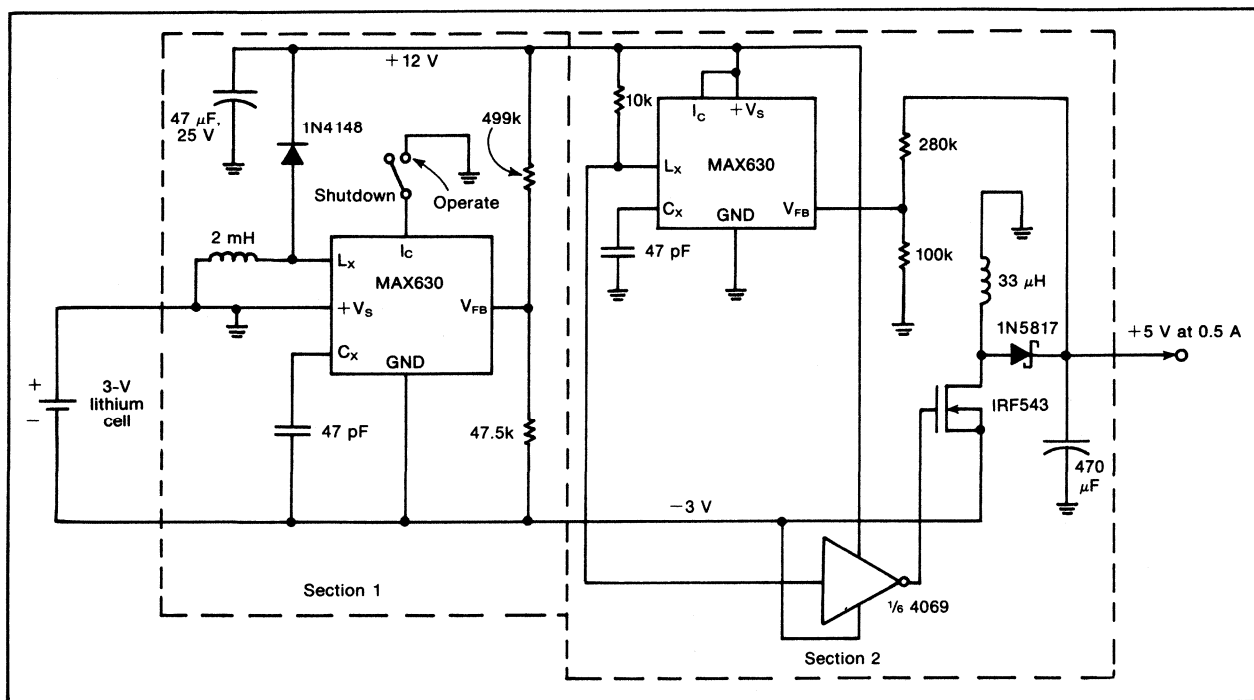 +12 V
47 μF,
25 V
1N4148
499k
Shutdown
Operate
2 mH
I_C
L_X
MAX630
+V_S
V_FB
C_X
GND
+
−
3-V
lithium
cell
47 pF
47.5k
−3 V
Section 1
10k
I_C
+V_S
L_X
MAX630
C_X
V_FB
GND
47 pF
280k
100k
33 μH
1N5817
+5 V at 0.5 A
IRF543
470
μF
⅙ 4069
Section 2